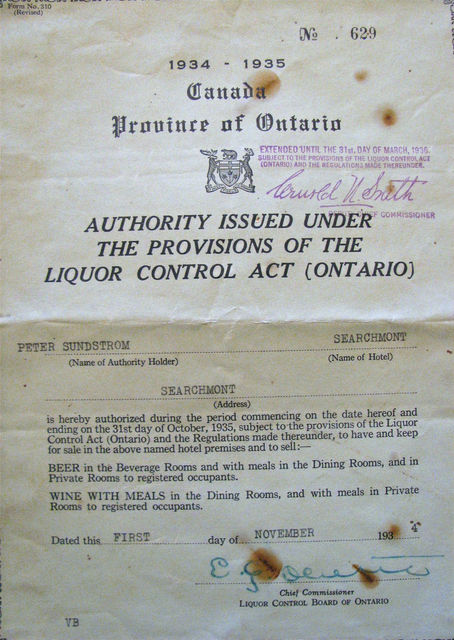 Form No. 310
(Revised)
No. 629
1934 - 1935
Canada
Province of Ontario
EXTENDED UNTIL THE 31st. DAY OF MARCH, 1936.
SUBJECT TO THE PROVISIONS OF THE LIQUOR CONTROL ACT
(ONTARIO) AND THE REGULATIONS MADE THEREUNDER.
CHIEF COMMISSIONER
AUTHORITY ISSUED UNDER
THE PROVISIONS OF THE
LIQUOR CONTROL ACT (ONTARIO)
PETER SUNDSTROM SEARCHMONT
(Name of Authority Holder) (Name of Hotel)
SEARCHMONT
(Address)
is hereby authorized during the period commencing on the date hereof and
ending on the 31st day of October, 1935, subject to the provisions of the Liquor
Control Act (Ontario) and the Regulations made thereunder, to have and keep
for sale in the above named hotel premises and to sell:—
BEER in the Beverage Rooms and with meals in the Dining Rooms, and in
Private Rooms to registered occupants.
WINE WITH MEALS in the Dining Rooms, and with meals in Private
Rooms to registered occupants.
Dated this FIRST day of NOVEMBER 1934
Chief Commissioner
LIQUOR CONTROL BOARD OF ONTARIO
VB